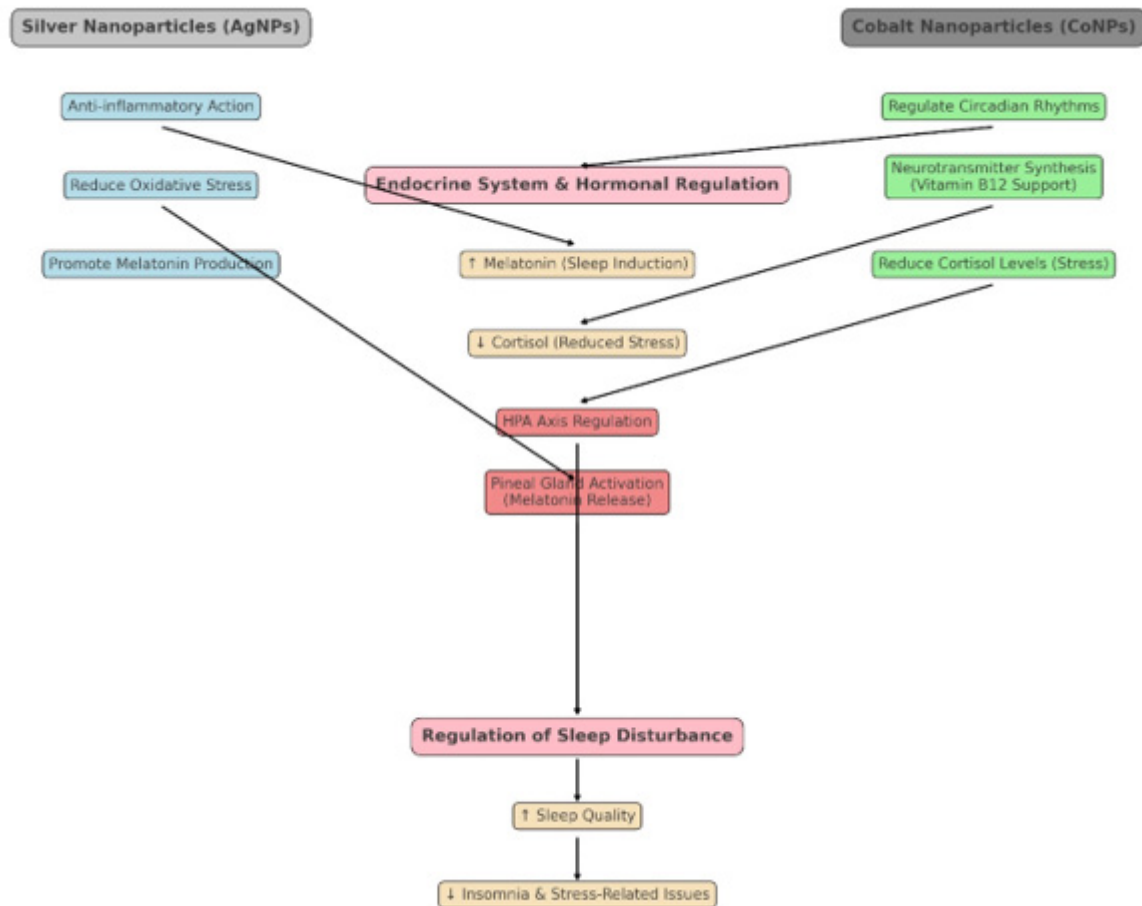 Silver Nanoparticles (AgNPs)
Cobalt Nanoparticles (CoNPs)
Anti-inflammatory Action
Regulate Circadian Rhythms
Reduce Oxidative Stress
Endocrine System & Hormonal Regulation
Neurotransmitter Synthesis
(Vitamin B12 Support)
Promote Melatonin Production
↑ Melatonin (Sleep Induction)
Reduce Cortisol Levels (Stress)
↓ Cortisol (Reduced Stress)
HPA Axis Regulation
Pineal Gland Activation
(Melatonin Release)
Regulation of Sleep Disturbance
↑ Sleep Quality
↓ Insomnia & Stress-Related Issues